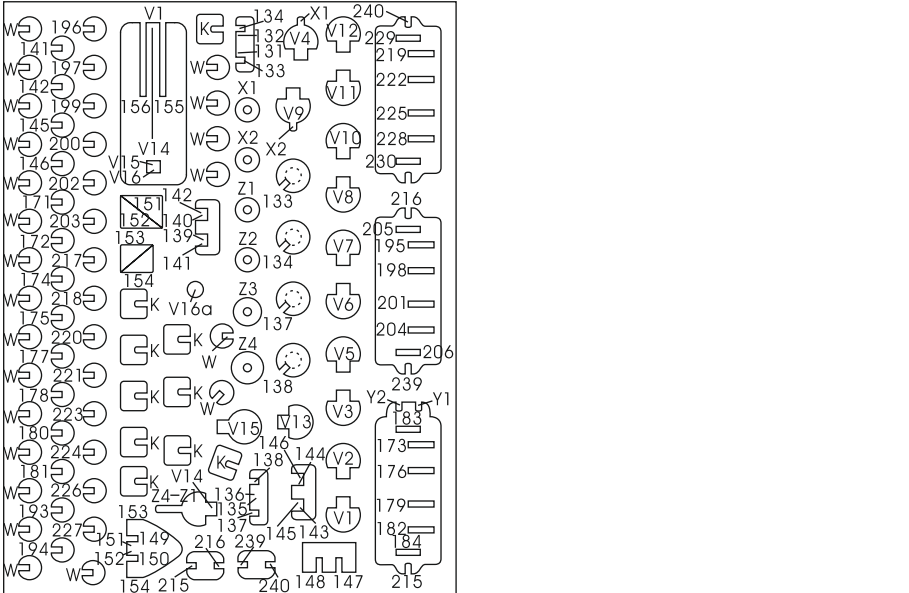 V1 134 X1 240
W 196 K 132 V4 V12 229
141 131 219
W 197 W 133
142 X1 V11 222
W 199 156 155 W V9 225
145
W 200 V14 W X2 X2 V10 228
146 V15 230
W 202 V16 W Z1 133 V8 216
171 151 142
W 203 152 140 205
172 153 139 Z2 134 V7 195
W 217 141 198
174 154
W 218 K V16a Z3 137 V6 201
175 204
W 220 K K W Z4 V5 206
177
W 221 138 239
178 K K W Y2 Y1
W 223 V15 V13 V3 183
180 K 146 173
W 224 K K 138 144 V2 176
181 V14
W 226 K Z4-Z1 136 179
193 153 135 V1 182
W 227 151 149 137 145 143 184
194 152 150 216 239
W W 154 215 240 148 147 215